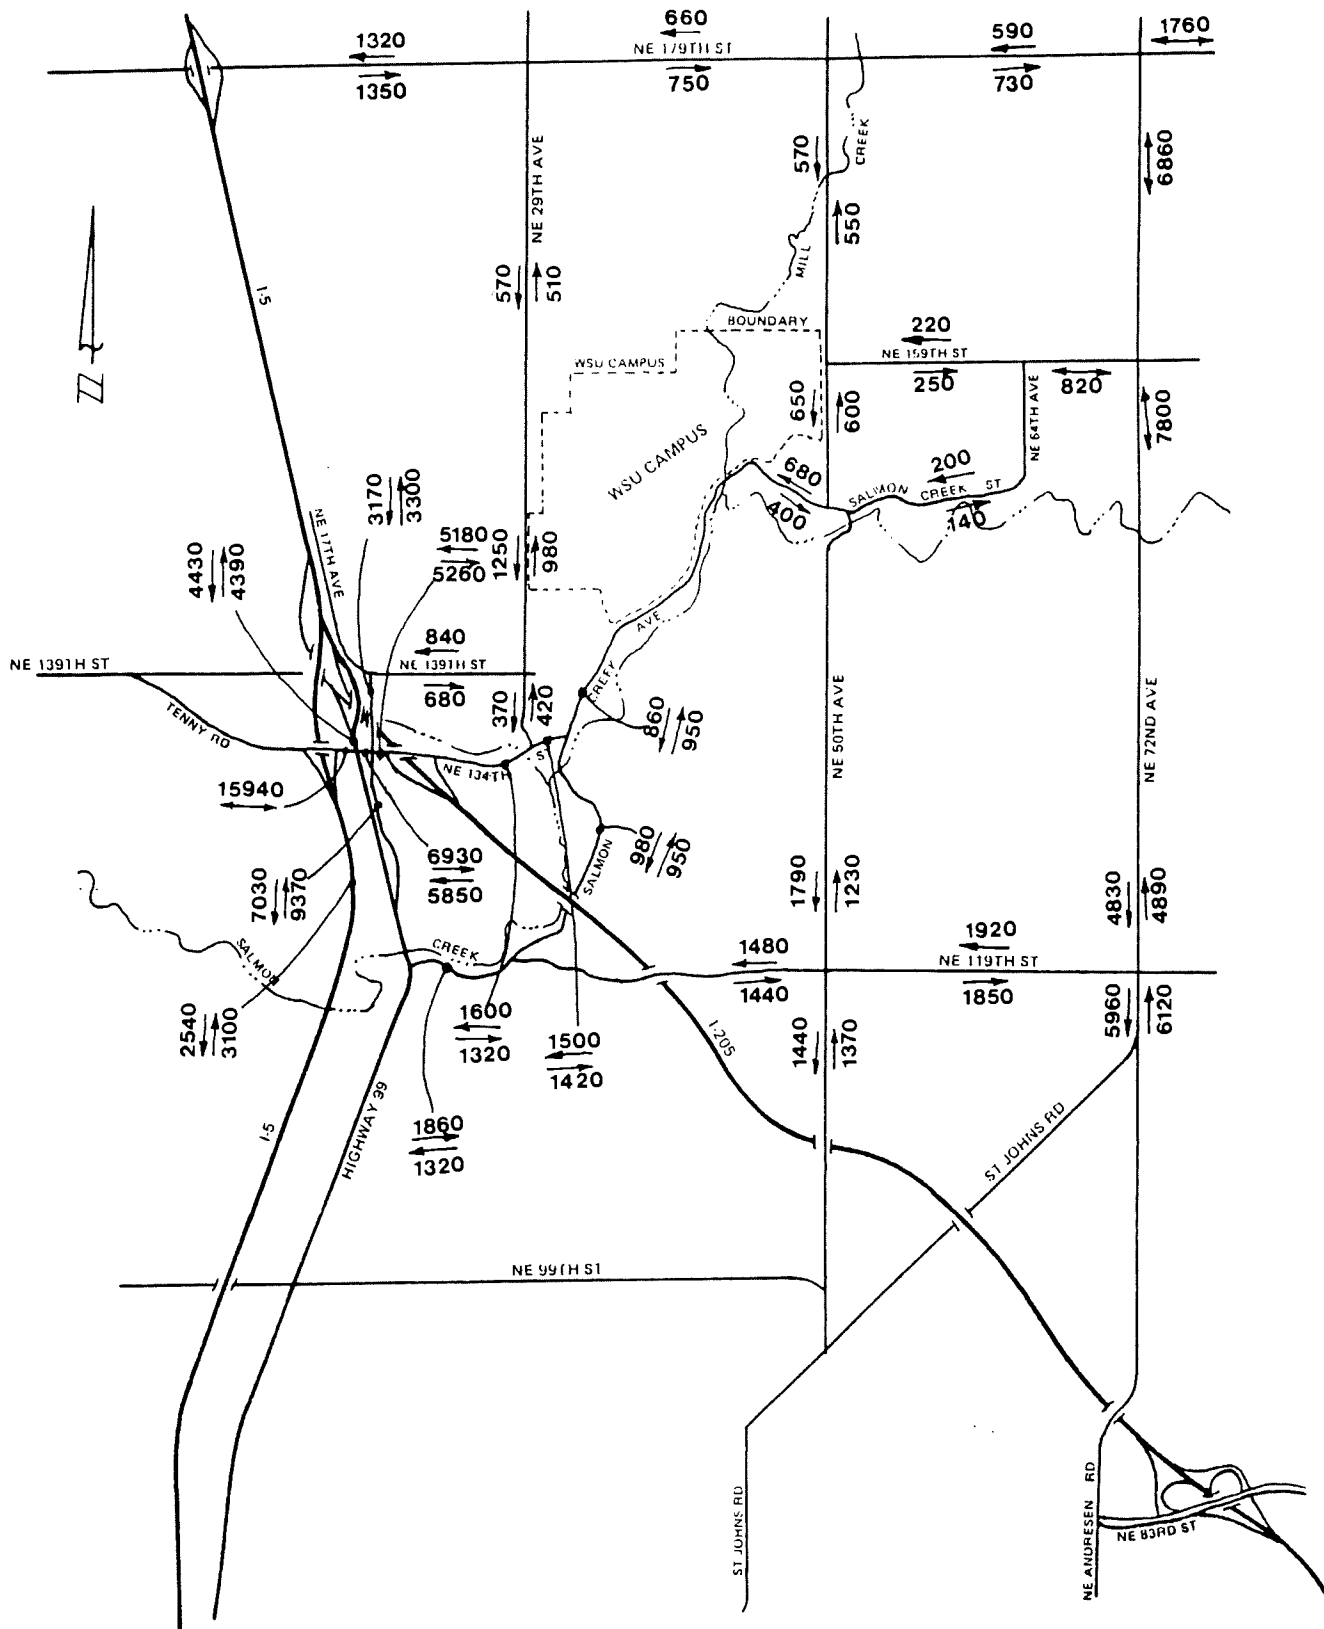 1320
660
590
1760
NE 179TH ST
1350
750
730
NE 29TH AVE
570
CREEK
6860
550
MILL
I-5
570
510
BOUNDARY
220
NE 159TH ST
WSU CAMPUS
250
820
650
600
NE 64TH AVE
7800
WSU CAMPUS
680
200
SALMON CREEK ST
400
140
3170
3300
NE 17TH AVE
5180
5260
1250
980
4430
4390
AVE
840
NE 139TH ST
NE 139TH ST
680
CREEK
370
420
860
950
NE 50TH AVE
NE 72ND AVE
TENNY RD
NE 134TH ST
15940
6930
5850
980
950
SALMON
7030
9370
1790
1230
4830
4890
SALMON
CREEK
1480
1920
NE 119TH ST
1440
1850
2540
3100
1600
1320
1500
1420
I-205
1440
1370
5960
6120
HIGHWAY 99
I-5
1860
1320
ST JOHNS RD
NE 99TH ST
ST JOHNS RD
NE ANDRESEN RD
NE 83RD ST